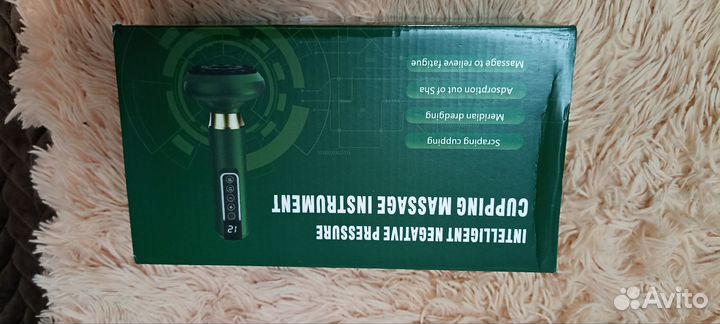 INTELLIGENT NEGATIVE PRESSURE
CUPPING MASSAGE INSTRUMENT
Scraping cupping
Meridian dredging
Adsorption out of Sha
Massage to relieve fatigue
12
Avito